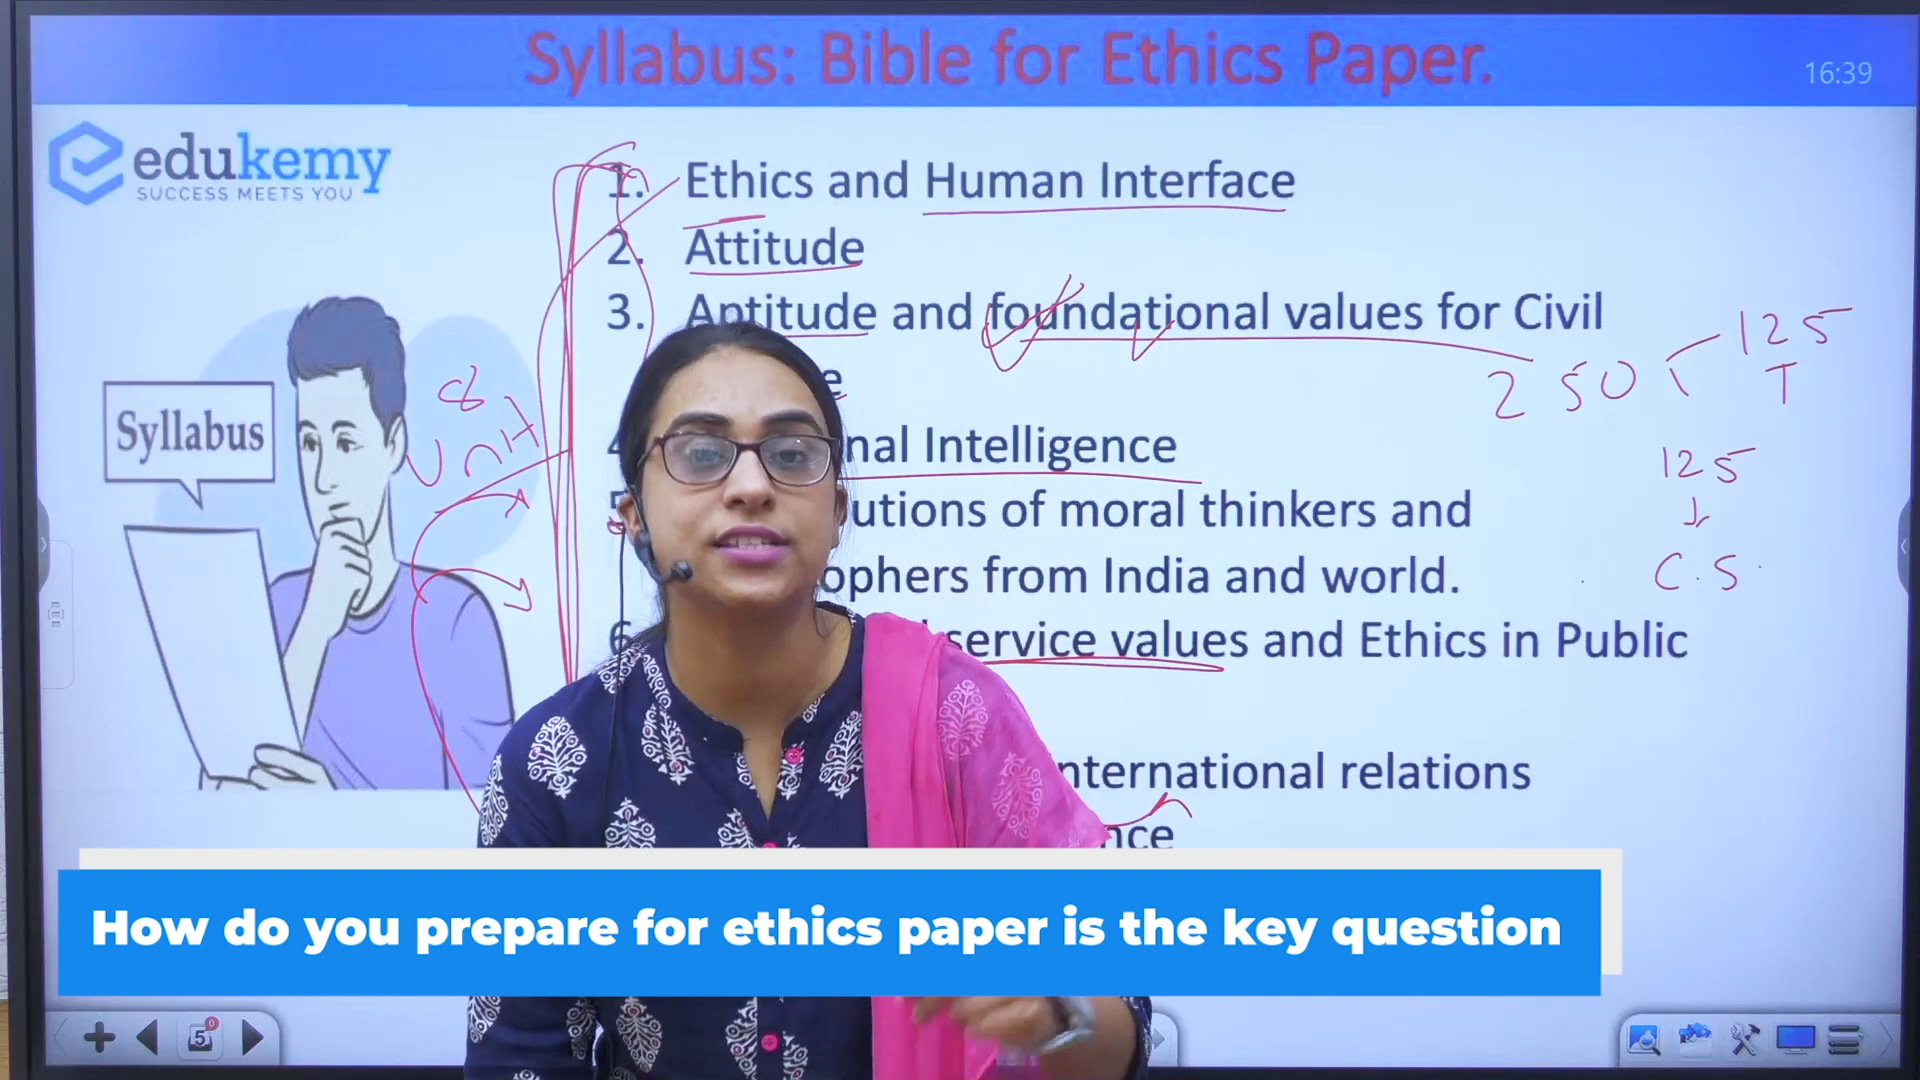 Syllabus: Bible for Ethics Paper.
16:39
edukemy
SUCCESS MEETS YOU
1. Ethics and Human Interface
2. Attitude
3. Aptitude and foundational values for Civil
250
125
T
8
Unit
Syllabus
nal Intelligence
125
utions of moral thinkers and
ophers from India and world.
C.S.
6
service values and Ethics in Public
nternational relations
nce
How do you prepare for ethics paper is the key question
5
0